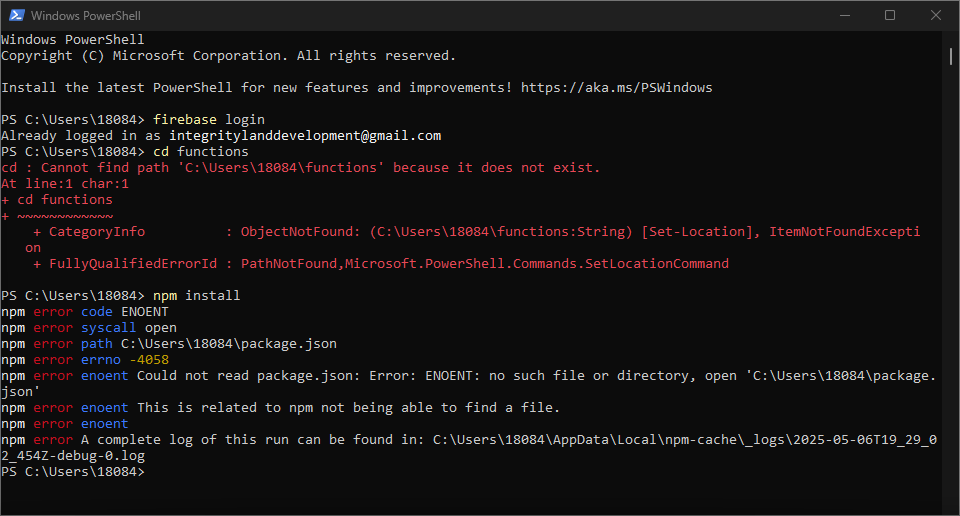 Windows PowerShell
Windows PowerShell
Copyright (C) Microsoft Corporation. All rights reserved.
Install the latest PowerShell for new features and improvements! https://aka.ms/PSWindows
PS C:\Users\18084> firebase login
Already logged in as integritylanddevelopment@gmail.com
PS C:\Users\18084> cd functions
cd : Cannot find path 'C:\Users\18084\functions' because it does not exist.
At line:1 char:1
+ cd functions
+ ~~~~~~~~~~~~
    + CategoryInfo          : ObjectNotFound: (C:\Users\18084\functions:String) [Set-Location], ItemNotFoundExcepti
   on
    + FullyQualifiedErrorId : PathNotFound,Microsoft.PowerShell.Commands.SetLocationCommand
PS C:\Users\18084> npm install
npm error code ENOENT
npm error syscall open
npm error path C:\Users\18084\package.json
npm error errno -4058
npm error enoent Could not read package.json: Error: ENOENT: no such file or directory, open 'C:\Users\18084\package.
json'
npm error enoent This is related to npm not being able to find a file.
npm error enoent
npm error A complete log of this run can be found in: C:\Users\18084\AppData\Local\npm-cache\_logs\2025-05-06T19_29_0
2_454Z-debug-0.log
PS C:\Users\18084>